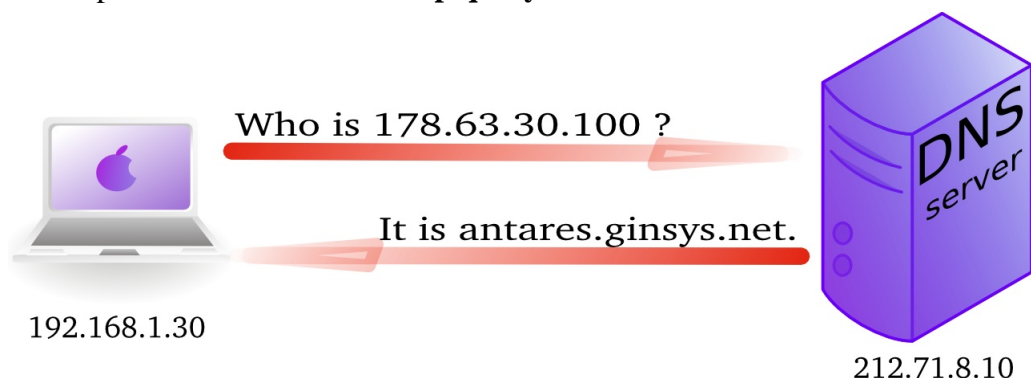 Who is 178.63.30.100 ?
It is antares.ginsys.net.
DNS
server
192.168.1.30
212.71.8.10